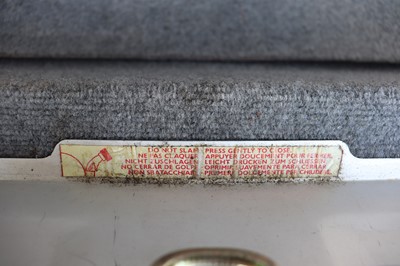 DO NOT SLAM PRESS GENTLY TO CLOSE
NE PAS CLAQUER APPUYER DOUCEMENT POUR FERMER
NICHT ZUSCHLAGEN LEICHT DRÜCKEN ZUM SCHLIESSEN
NO CERRAR DE GOLPE OPRIMIR SUAVEMENTE PARA CERRAR
NON SBATACCHIARE PREMERE DOLCEMENTE PER CHIUDERE